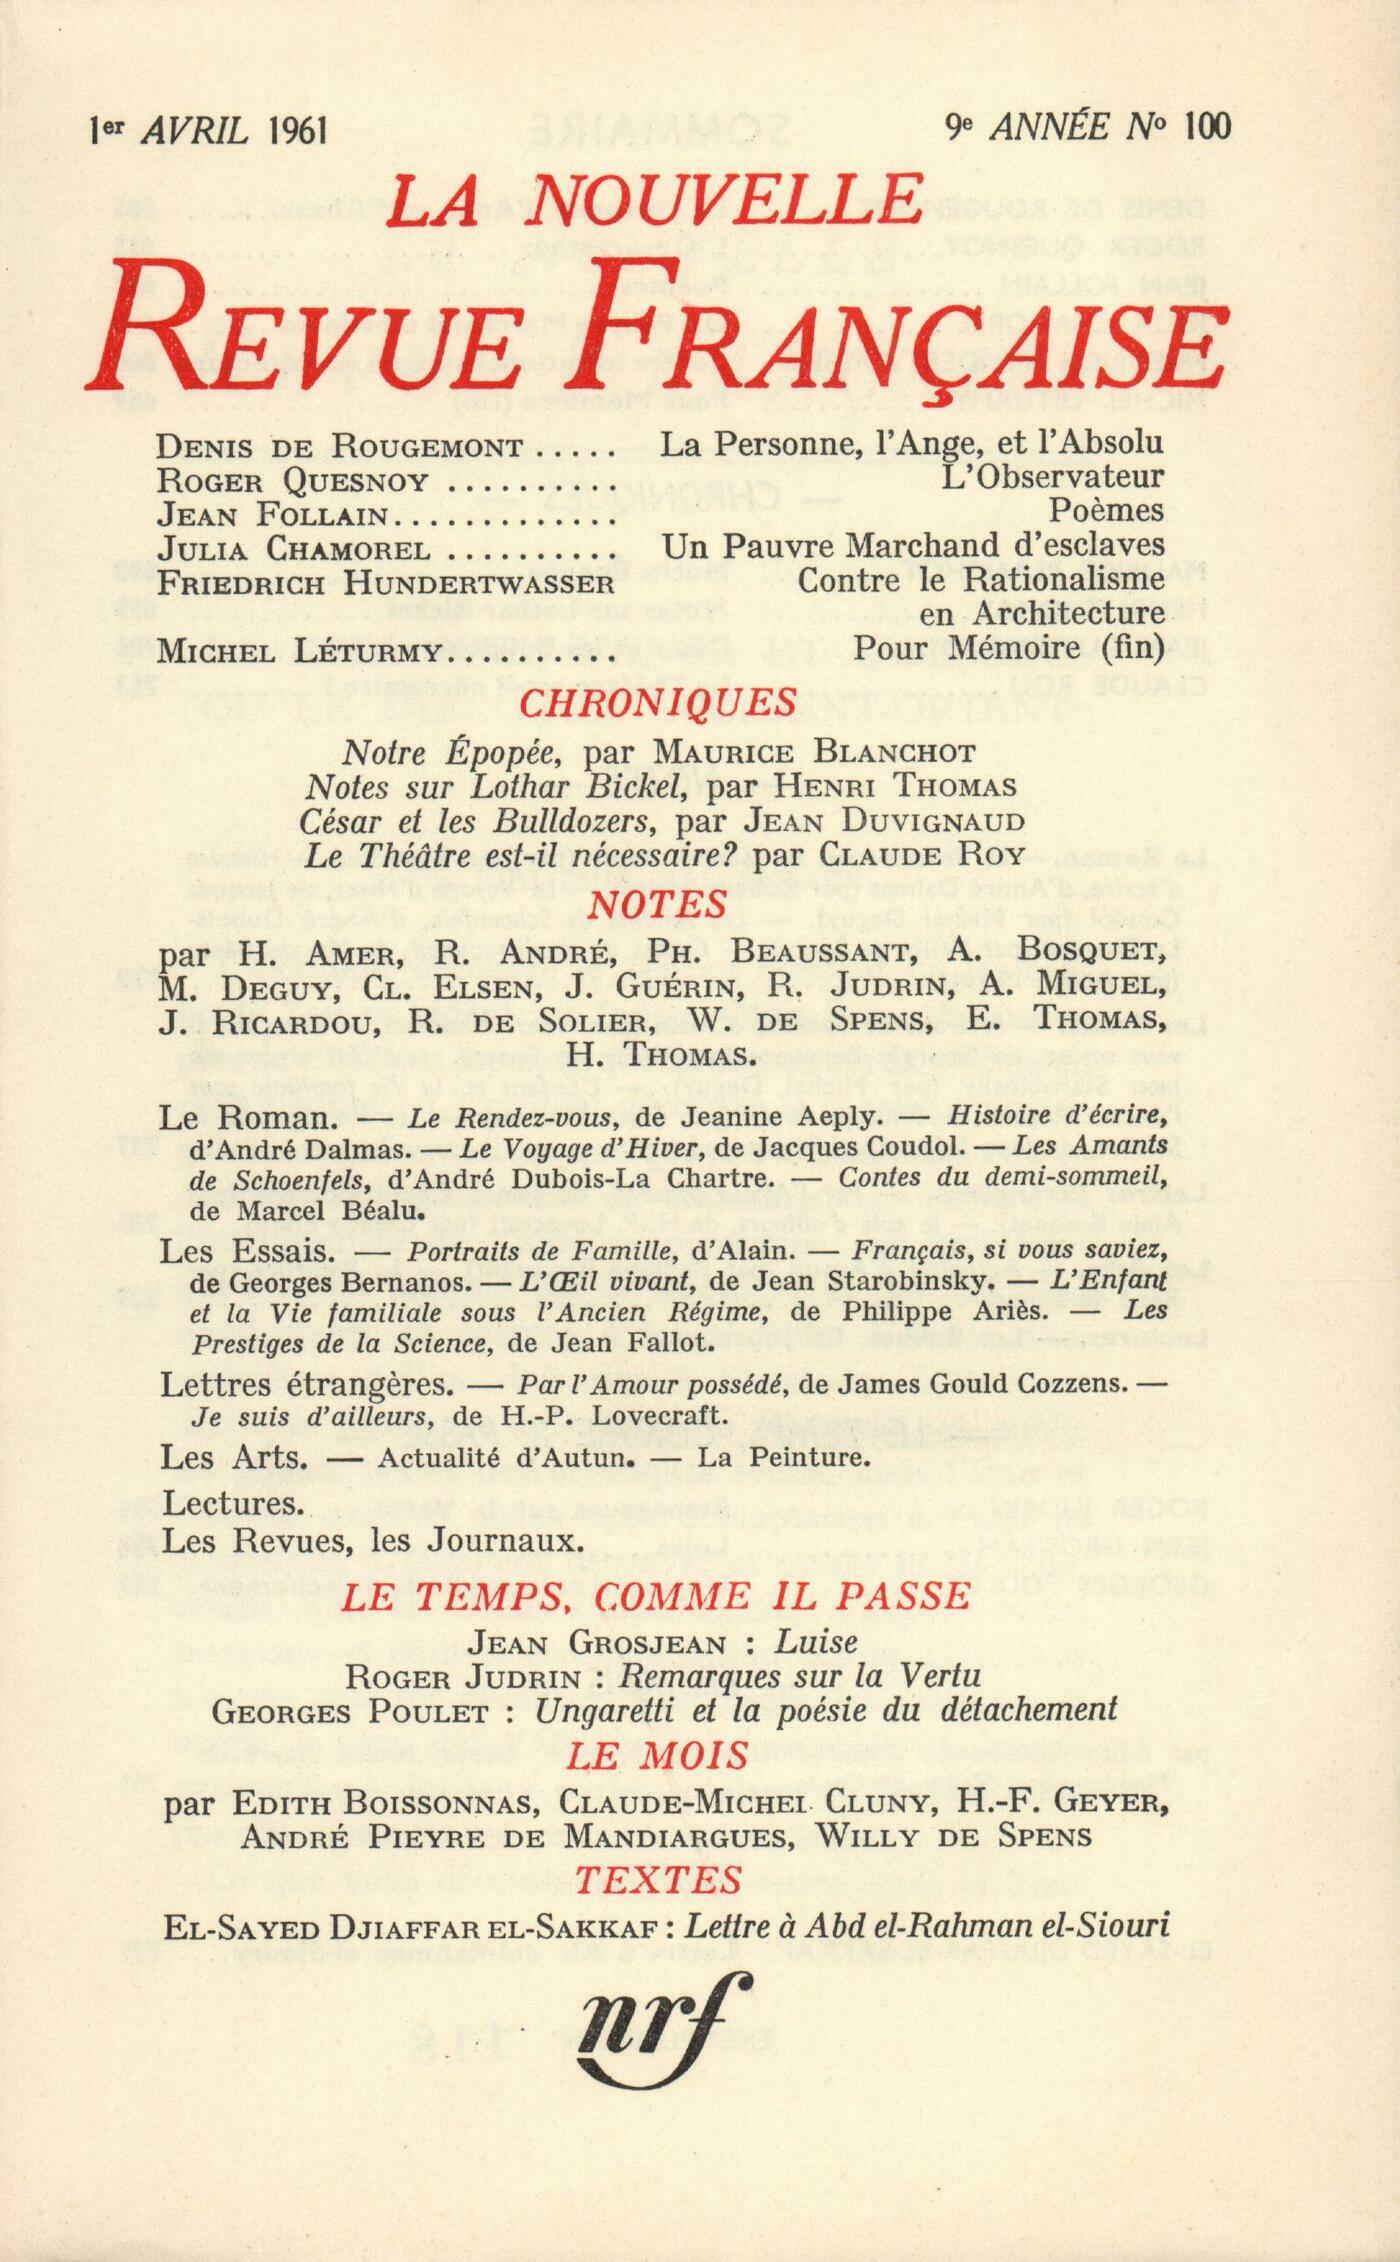 1er AVRIL 1961 9e ANNÉE No 100
LA NOUVELLE
REVUE FRANÇAISE
DENIS DE ROUGEMONT ..... La Personne, l'Ange, et l'Absolu
ROGER QUESNOY .......... L'Observateur
JEAN FOLLAIN............. Poèmes
JULIA CHAMOREL .......... Un Pauvre Marchand d'esclaves
FRIEDRICH HUNDERTWASSER Contre le Rationalisme
en Architecture
MICHEL LÉTURMY.......... Pour Mémoire (fin)
CHRONIQUES
Notre Épopée, par MAURICE BLANCHOT
Notes sur Lothar Bickel, par HENRI THOMAS
César et les Bulldozers, par JEAN DUVIGNAUD
Le Théâtre est-il nécessaire? par CLAUDE ROY
NOTES
par H. AMER, R. ANDRÉ, PH. BEAUSSANT, A. BOSQUET,
M. DEGUY, CL. ELSEN, J. GUÉRIN, R. JUDRIN, A. MIGUEL,
J. RICARDOU, R. DE SOLIER, W. DE SPENS, E. THOMAS,
H. THOMAS.
Le Roman. — Le Rendez-vous, de Jeanine Aeply. — Histoire d'écrire,
d'André Dalmas. — Le Voyage d'Hiver, de Jacques Coudol. — Les Amants
de Schoenfels, d'André Dubois-La Chartre. — Contes du demi-sommeil,
de Marcel Béalu.
Les Essais. — Portraits de Famille, d'Alain. — Français, si vous saviez,
de Georges Bernanos. — L'Œil vivant, de Jean Starobinsky. — L'Enfant
et la Vie familiale sous l'Ancien Régime, de Philippe Ariès. — Les
Prestiges de la Science, de Jean Fallot.
Lettres étrangères. — Par l'Amour possédé, de James Gould Cozzens. —
Je suis d'ailleurs, de H.-P. Lovecraft.
Les Arts. — Actualité d'Autun. — La Peinture.
Lectures.
Les Revues, les Journaux.
LE TEMPS, COMME IL PASSE
JEAN GROSJEAN : Luise
ROGER JUDRIN : Remarques sur la Vertu
GEORGES POULET : Ungaretti et la poésie du détachement
LE MOIS
par EDITH BOISSONNAS, CLAUDE-MICHEL CLUNY, H.-F. GEYER,
ANDRÉ PIEYRE DE MANDIARGUES, WILLY DE SPENS
TEXTES
EL-SAYED DJIAFFAR EL-SAKKAF : Lettre à Abd el-Rahman el-Siouri
nrf